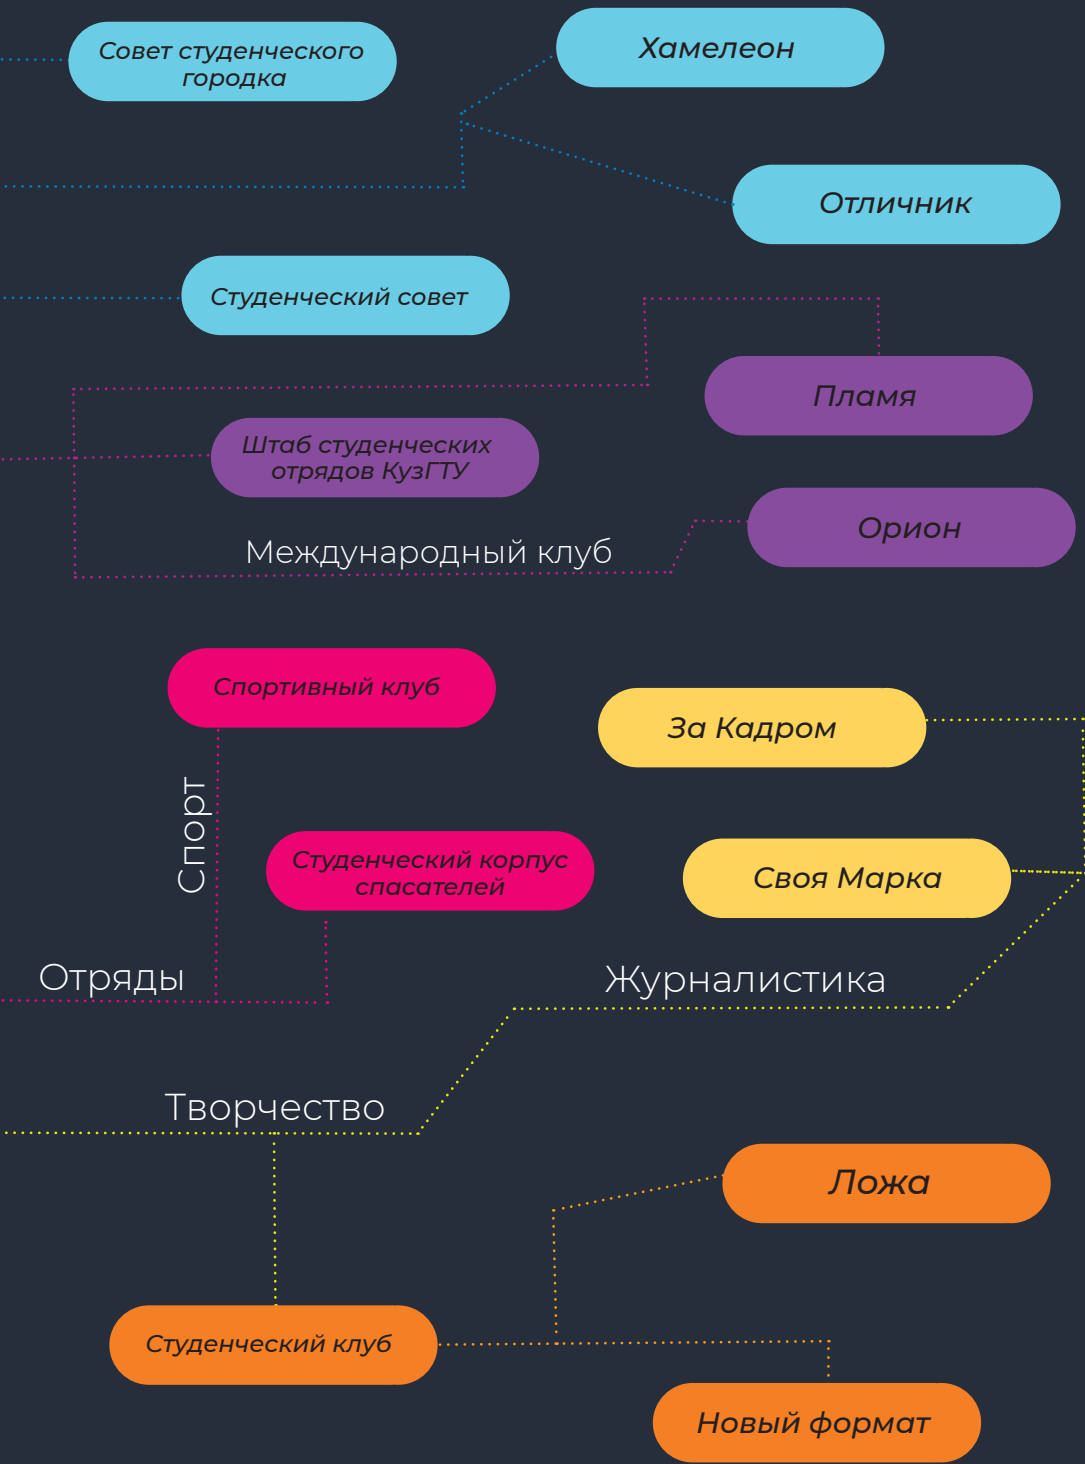 Совет студенческого
городка
Хамелеон
Отличник
Студенческий совет
Пламя
Штаб студенческих
отрядов КузГТУ
Орион
Международный клуб
Спортивный клуб
За Кадром
Спорт
Студенческий корпус
спасателей
Своя Марка
Отряды
Журналистика
Творчество
Ложа
Студенческий клуб
Новый формат